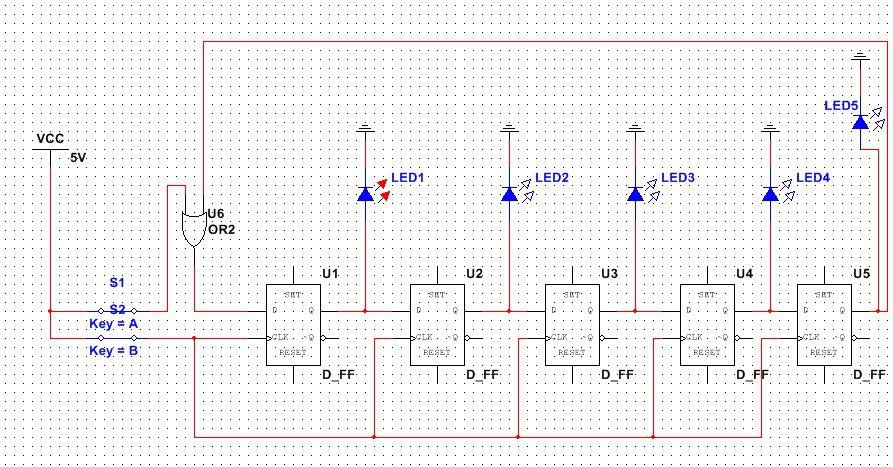 LED5
VCC
5V
LED1
LED2
LED3
LED4
U6
OR2
S1
S2
Key = A
Key = B
U1
U2
U3
U4
U5
SET
SET
SET
SET
SET
D Q
D Q
D Q
D Q
D Q
CLK ~Q
CLK ~Q
CLK ~Q
CLK ~Q
CLK ~Q
RESET
RESET
RESET
RESET
RESET
D_FF
D_FF
D_FF
D_FF
D_FF